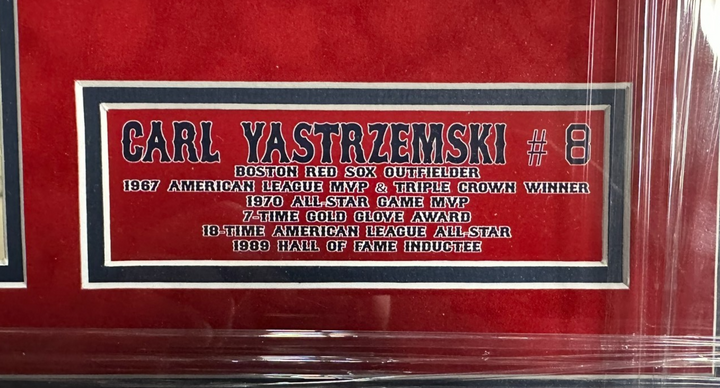 CARL YASTRZEMSKI # 8
BOSTON RED SOX OUTFIELDER
1967 AMERICAN LEAGUE MVP & TRIPLE CROWN WINNER
1970 ALL-STAR GAME MVP
7-TIME GOLD GLOVE AWARD
18-TIME AMERICAN LEAGUE ALL-STAR
1989 HALL OF FAME INDUCTEE